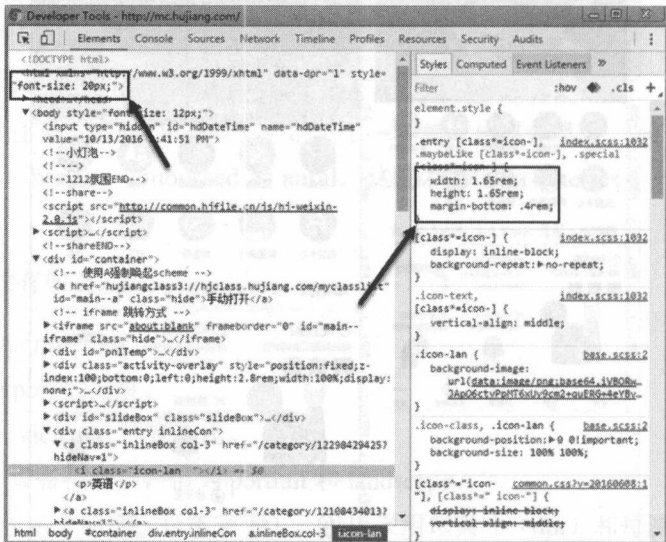 Developer Tools - http://mc.hujiang.com/
Elements Console Sources Network Timeline Profiles Resources Security Audits
<!DOCTYPE html>
<html xmlns="http://www.w3.org/1999/xhtml" data-dpr="1" style=
"font-size: 20px;">
▶<head>…</head>
▼<body style="font-size: 12px;">
<input type="hidden" id="hdDateTime" name="hdDateTime"
value="10/13/2016 2:41:51 PM">
<!--小灯泡-->
<!---->
<!--1212氛围END-->
<!--share-->
<script src="http://common.hjfile.cn/js/hj-weixin-
2.0.js"></script>
▶<script>…</script>
<!--shareEND-->
▼<div id="container">
<!-- 使用A强制唤起scheme -->
<a href="hujiangclass3://hjclass.hujiang.com/myclasslist"
id="main--a" class="hide">手动打开</a>
<!-- iframe 跳转方式 -->
▶<iframe src="about:blank" frameborder="0" id="main--
iframe" class="hide">…</iframe>
▶<div id="pnlTemp">…</div>
▶<div class="activity-overlay" style="position:fixed;z-
index:100;bottom:0;left:0;height:2.8rem;width:100%;display:
none;">…</div>
▶<script>…</script>
▶<div id="slideBox" class="slideBox">…</div>
▼<div class="entry inlineCon">
▼<a class="inlineBox col-3" href="/category/12298429425?
hideNav=1">
<i class="icon-lan "></i> == $0
<p>英语</p>
</a>
▶<a class="inlineBox col-3" href="/category/12108434013?
hideNav=1">…</a>
html body #container div.entry.inlineCon a.inlineBox.col-3 i.icon-lan
Styles Computed Event Listeners »
Filter :hov .cls +
element.style {
}
.entry [class*=icon-], index.scss:1032
.maybeLike [class*=icon-], .special
[class*=icon-] {
width: 1.65rem;
height: 1.65rem;
margin-bottom: .4rem;
}
[class*=icon-] { index.scss:1032
display: inline-block;
background-repeat:▶no-repeat;
}
.icon-text, index.scss:1032
[class*=icon-] {
vertical-align: middle;
}
.icon-lan { base.scss:2
background-image:
url(data:image/png;base64,iVBORw…
}
.icon-class, .icon-lan { base.scss:2
background-position:▶0 0!important;
background-size: 100% 100%;
}
[class^="icon- common.css?v=20160608:1
"], [class*=" icon-"] {
display: inline-block;
vertical-align: middle;
}